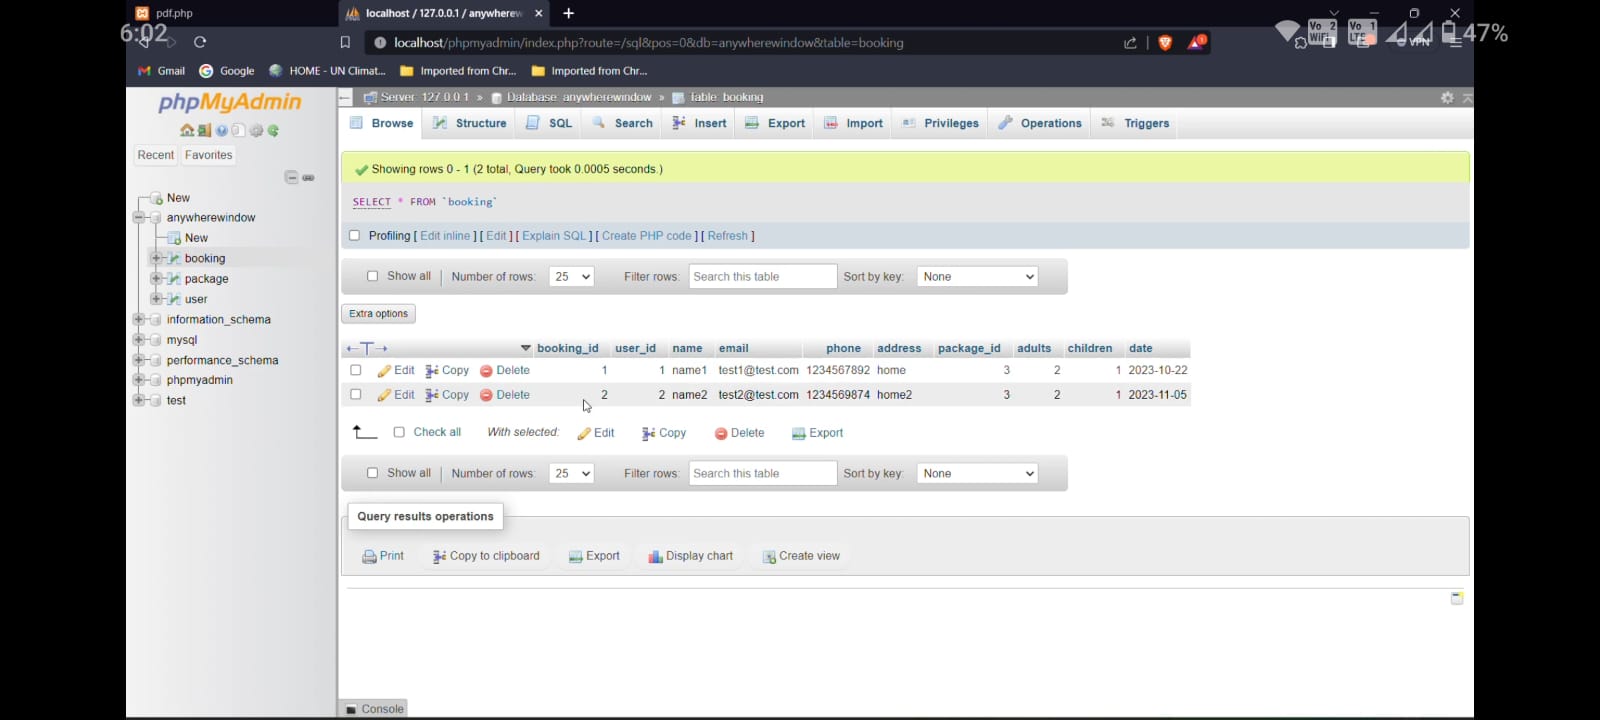 pdf.php
localhost / 127.0.0.1 / anywherew
6:02
47%
Vo 2
WiFi
Vo 1
LTE
VPN
localhost/phpmyadmin/index.php?route=/sql&pos=0&db=anywherewindow&table=booking
1
Gmail
Google
HOME - UN Climat...
Imported from Chr...
Imported from Chr...
phpMyAdmin
Server: 127.0.0.1 » Database: anywherewindow » Table: booking
Browse Structure SQL Search Insert Export Import Privileges Operations Triggers
Recent Favorites
New
anywherewindow
New
booking
package
user
information_schema
mysql
performance_schema
phpmyadmin
test
Showing rows 0 - 1 (2 total, Query took 0.0005 seconds.)
SELECT * FROM `booking`
Profiling [ Edit inline ] [ Edit ] [ Explain SQL ] [ Create PHP code ] [ Refresh ]
Show all Number of rows: 25 Filter rows: Search this table Sort by key: None
Extra options
booking_id user_id name email phone address package_id adults children date
Edit Copy Delete 1 1 name1 test1@test.com 1234567892 home 3 2 1 2023-10-22
Edit Copy Delete 2 2 name2 test2@test.com 1234569874 home2 3 2 1 2023-11-05
Check all With selected: Edit Copy Delete Export
Show all Number of rows: 25 Filter rows: Search this table Sort by key: None
Query results operations
Print Copy to clipboard Export Display chart Create view
Console